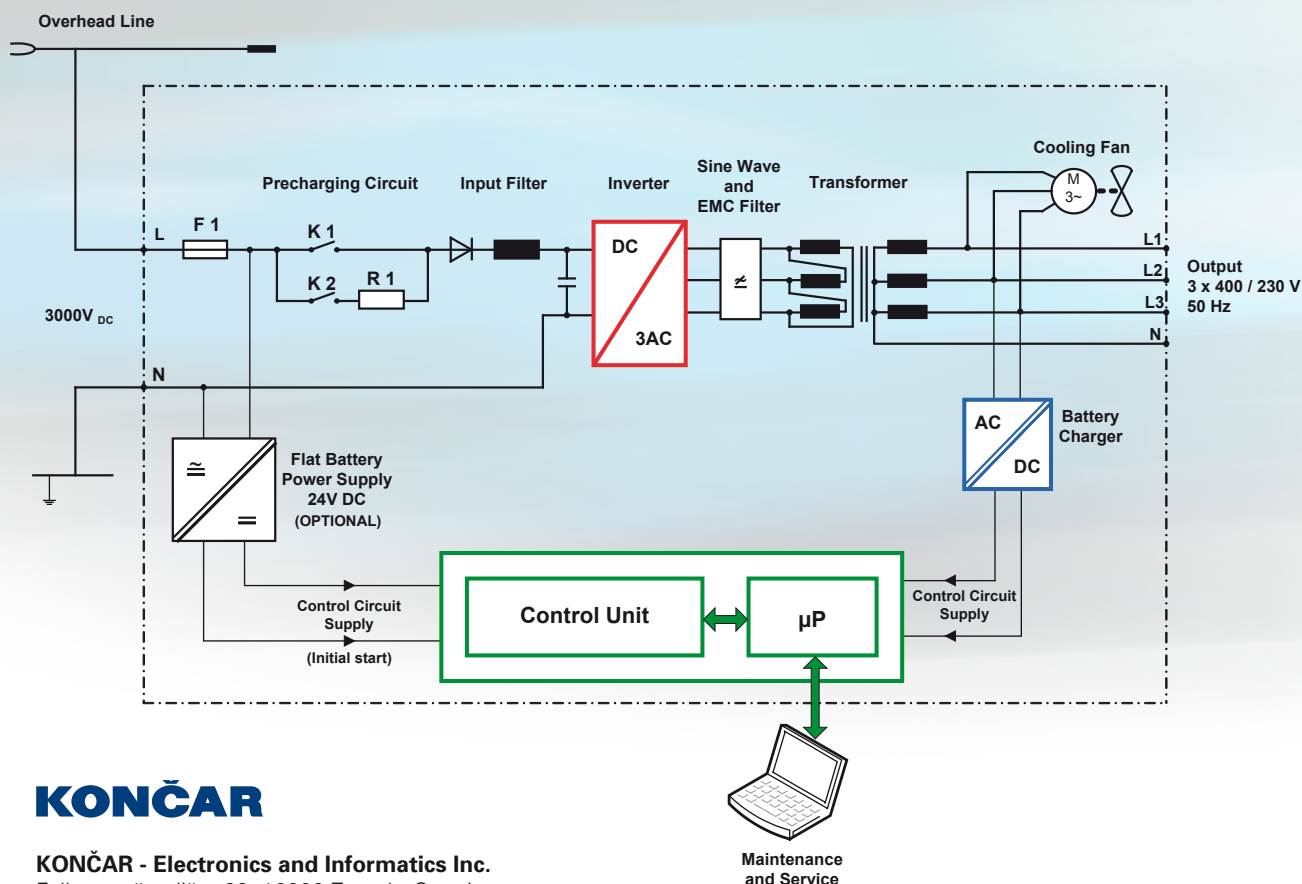 Overhead Line
Cooling Fan
Precharging Circuit
Input Filter
Inverter
Sine Wave
and
EMC Filter
Transformer
M
3~
L
F 1
K 1
K 2
R 1
DC
3AC
≠
L1
L2
L3
N
Output
3 x 400 / 230 V
50 Hz
3000V DC
N
Flat Battery
Power Supply
24V DC
(OPTIONAL)
≅
=
AC
DC
Battery
Charger
Control Circuit
Supply
(Initial start)
Control Unit
µP
Control Circuit
Supply
KONČAR
KONČAR - Electronics and Informatics Inc.
Maintenance
and Service